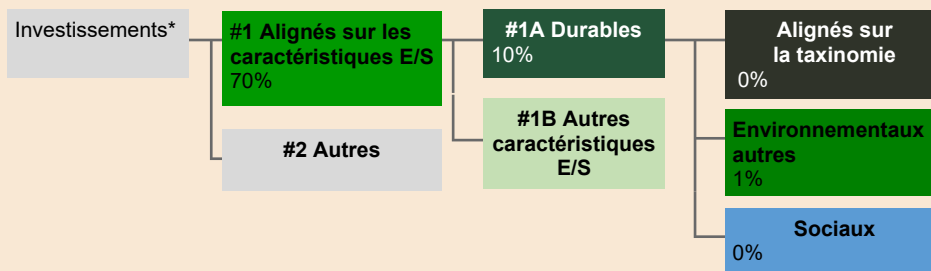 Investissements*
#1 Alignés sur les
caractéristiques E/S
70%
#2 Autres
#1A Durables
10%
#1B Autres
caractéristiques
E/S
Alignés sur
la taxinomie
0%
Environnementaux
autres
1%
Sociaux
0%